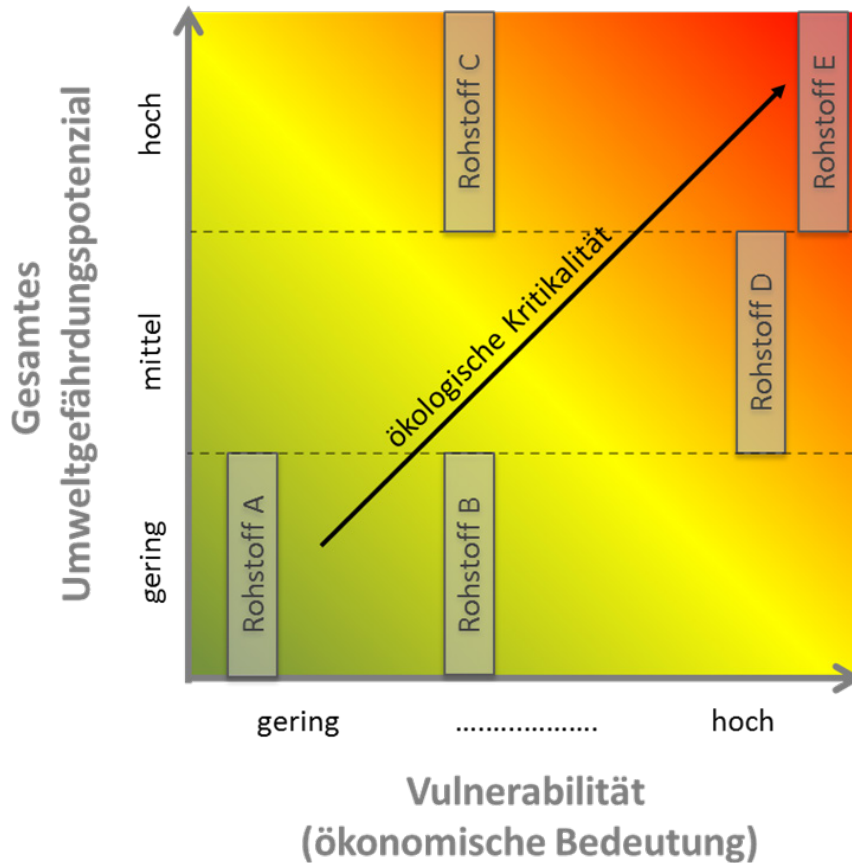 Gesamtes
Umweltgefährdungspotenzial
hoch
mittel
gering
Rohstoff C
Rohstoff E
ökologische Kritikalität
Rohstoff D
Rohstoff A
Rohstoff B
gering
....................
hoch
Vulnerabilität
(ökonomische Bedeutung)